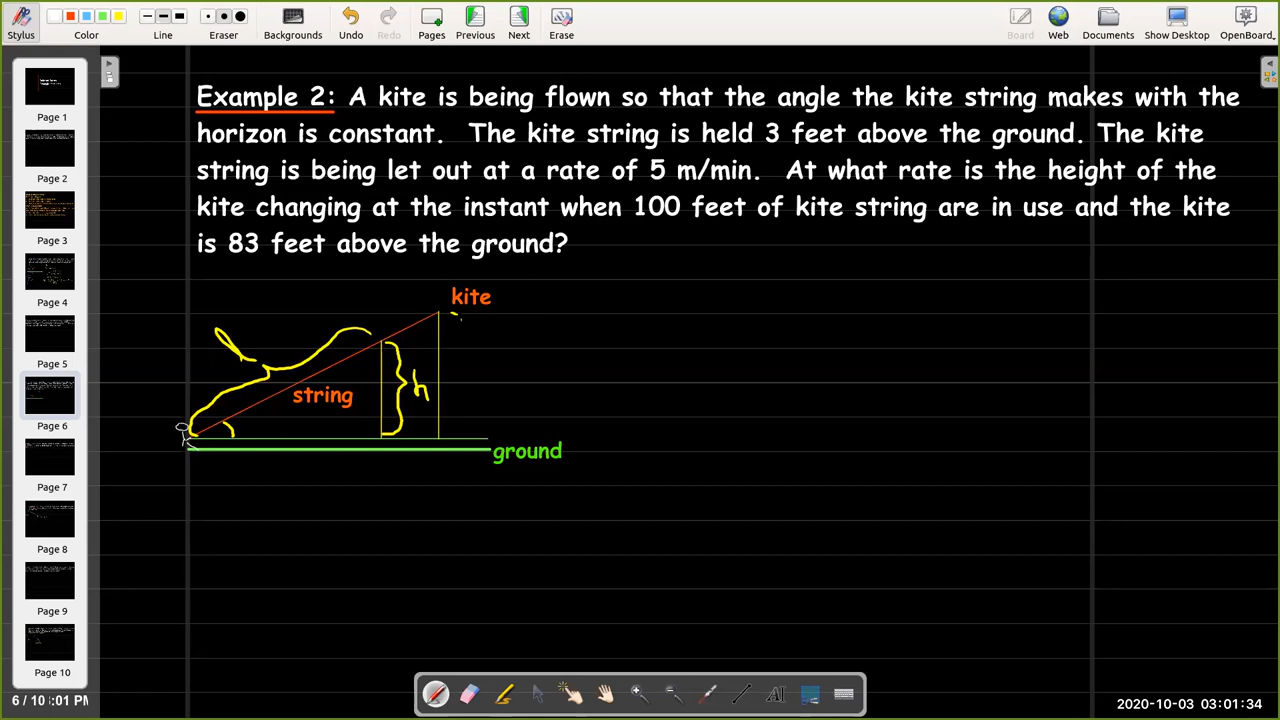 Stylus
Color
Line
Eraser
Backgrounds
Undo
Redo
Pages
Previous
Next
Erase
Board
Web
Documents
Show Desktop
OpenBoard
Page 1
Page 2
Page 3
Page 4
Page 5
Page 6
Page 7
Page 8
Page 9
Page 10
Example 2: A kite is being flown so that the angle the kite string makes with the
horizon is constant. The kite string is held 3 feet above the ground. The kite
string is being let out at a rate of 5 m/min. At what rate is the height of the
kite changing at the instant when 100 feet of kite string are in use and the kite
is 83 feet above the ground?
kite
l
h
string
ground
6 / 10
:01 PM
AI
2020-10-03 03:01:34